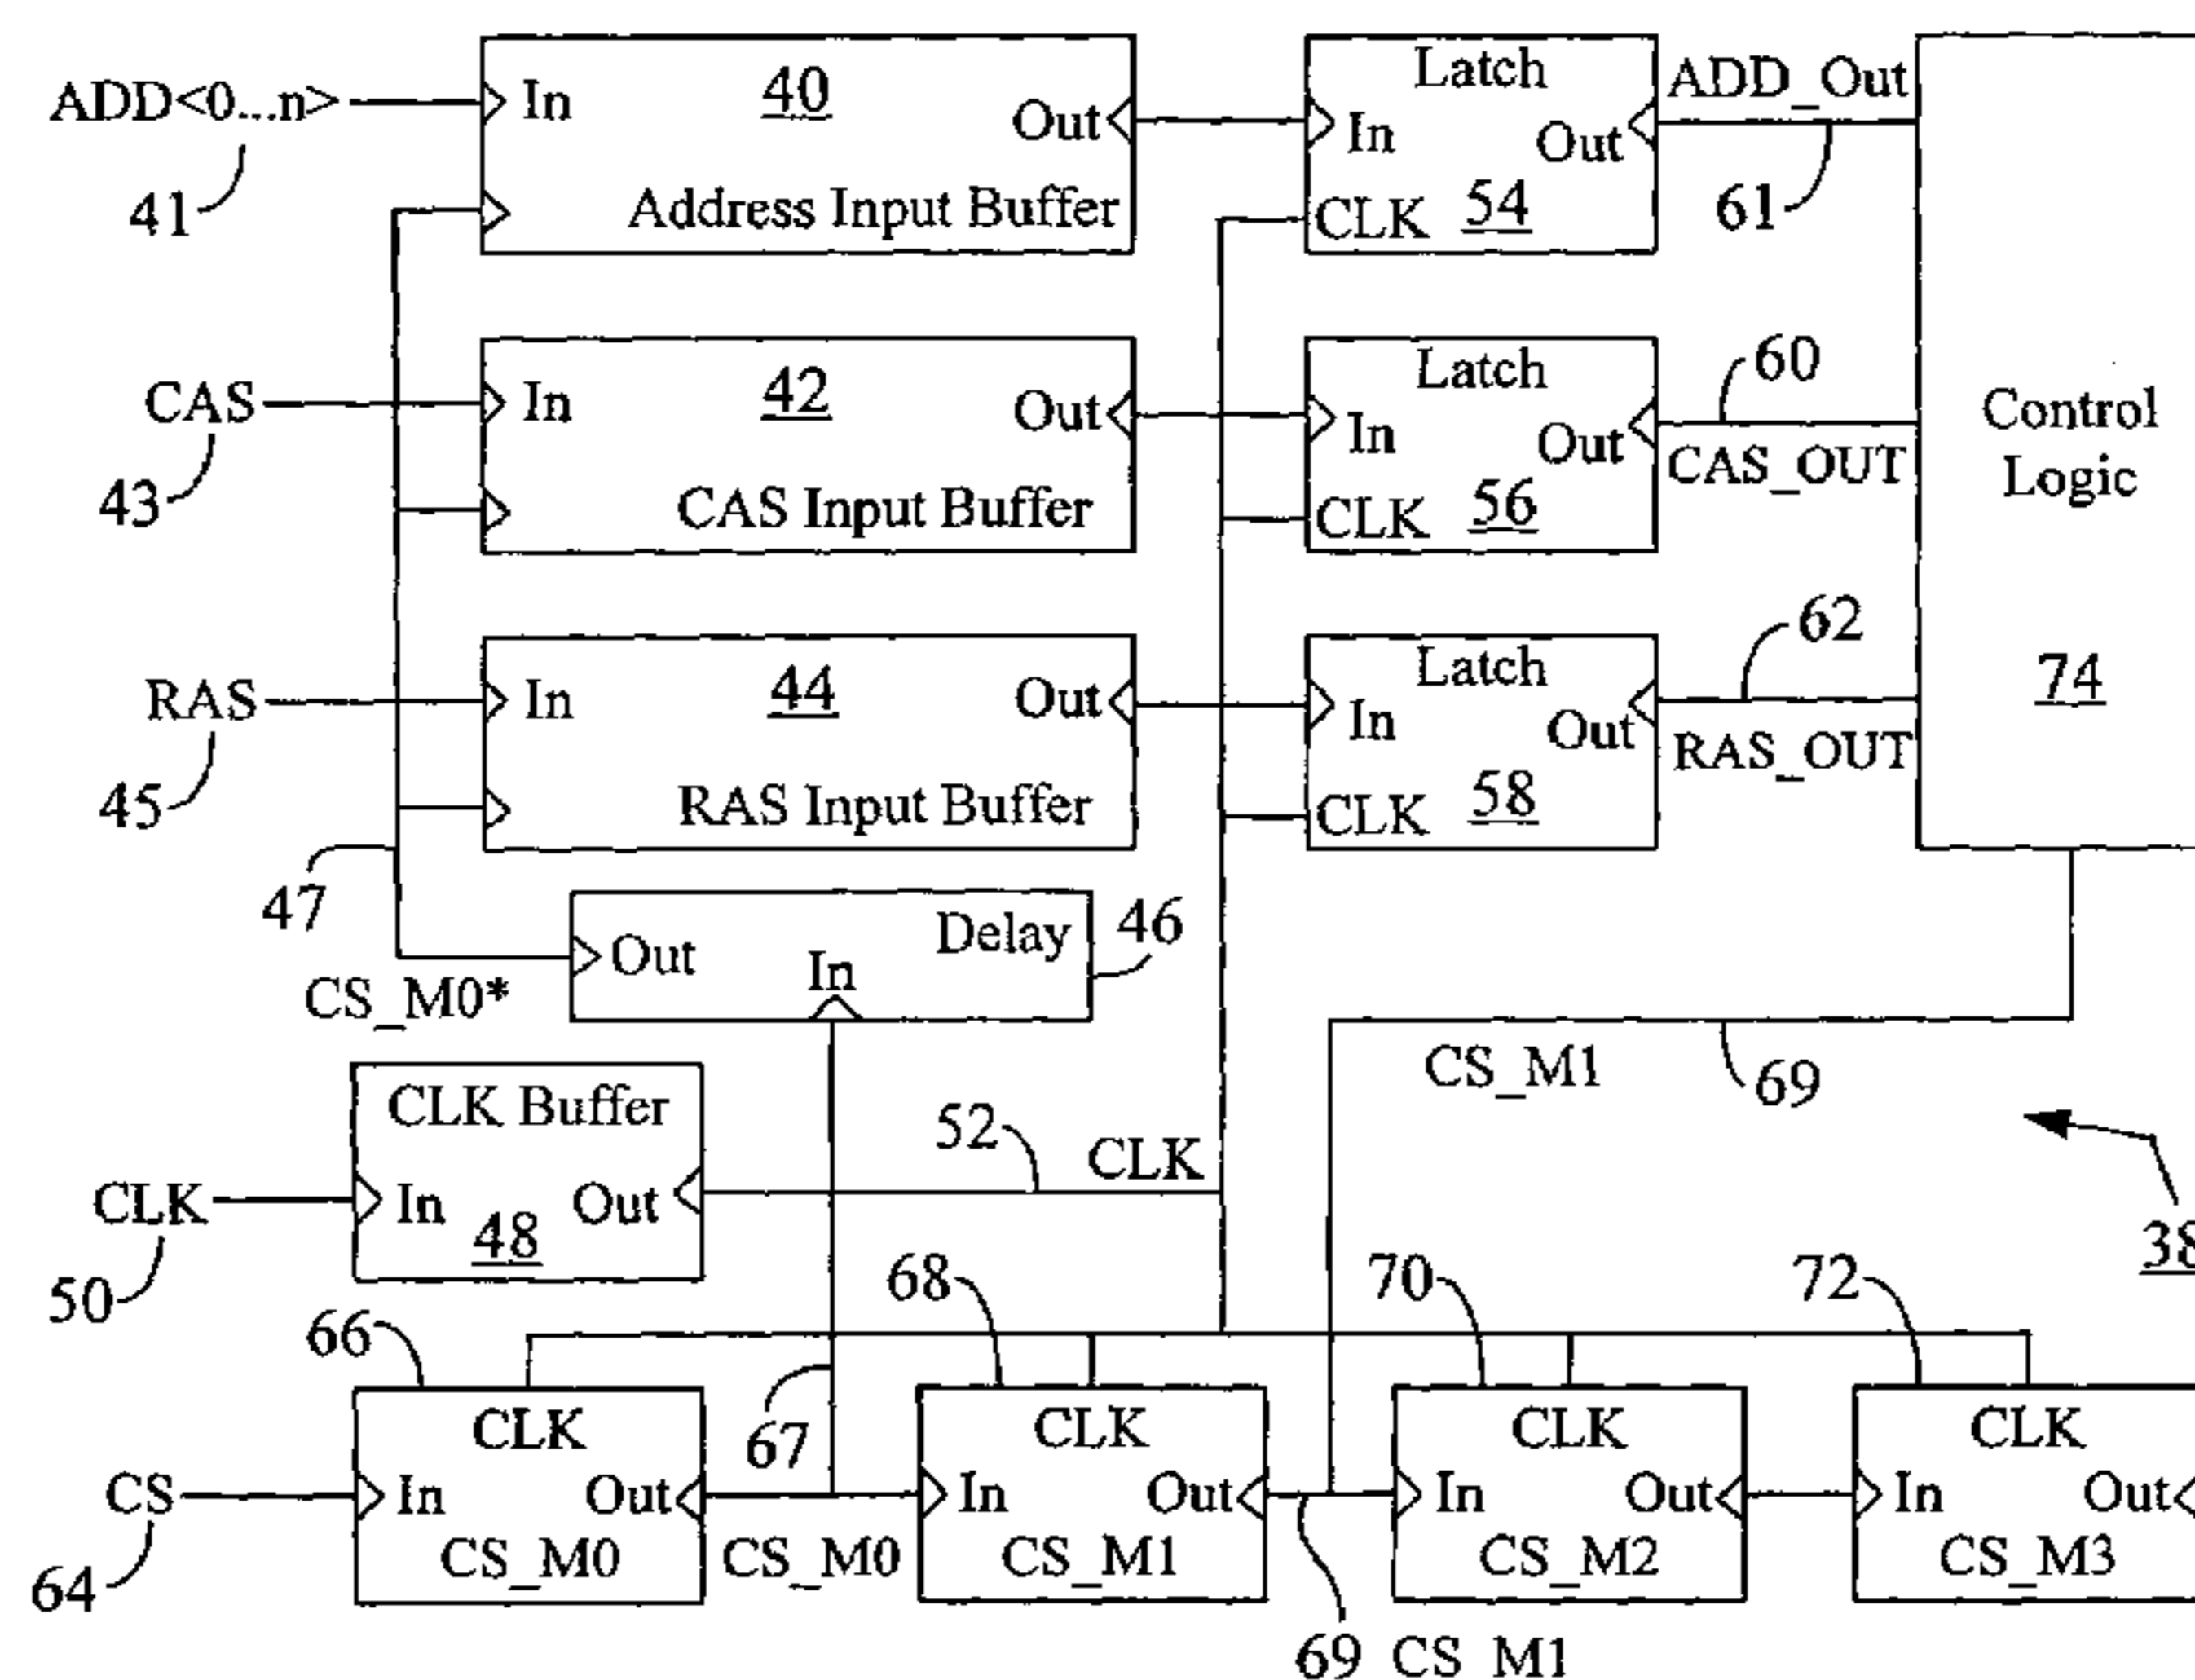 ADD<0...n>
41
In
40
Out
Address Input Buffer
Latch
In
Out
CLK
54
ADD_Out
61
CAS
43
In
42
Out
CAS Input Buffer
Latch
In
Out
CLK
56
60
CAS_OUT
Control
Logic
74
RAS
45
In
44
Out
RAS Input Buffer
Latch
In
Out
CLK
58
62
RAS_OUT
47
Out
In
Delay
46
CS_M0*
CS_M1
69
CLK Buffer
CLK
50
In
Out
48
52
CLK
38
66
67
68
70
72
CS
64
CLK
In
Out
CS_M0
CS_M0
CLK
In
Out
CS_M1
69
CS_M1
CLK
In
Out
CS_M2
CLK
In
Out
CS_M3